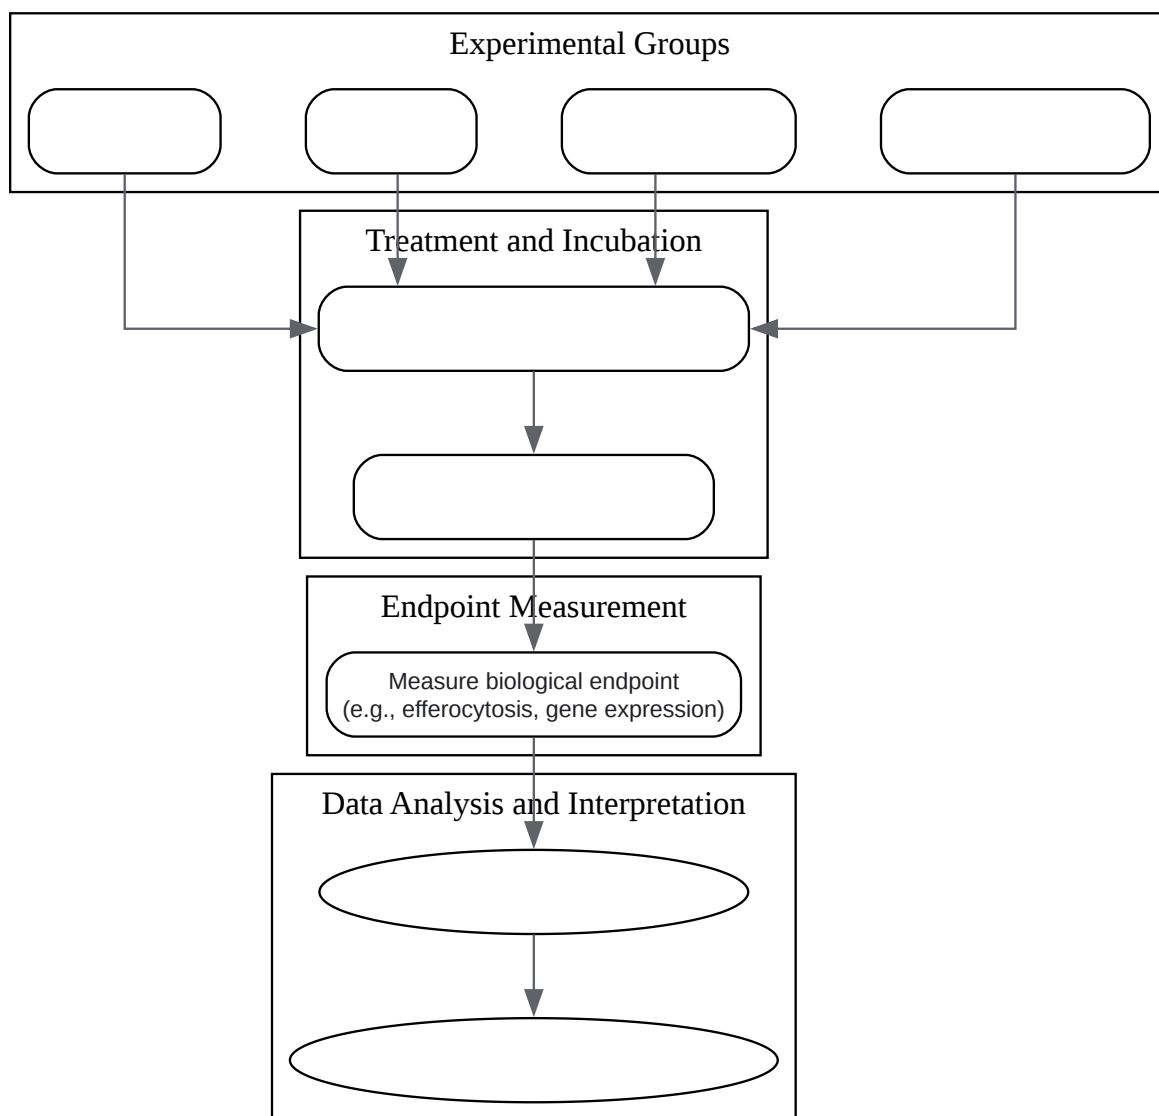 Experimental Groups
Treatment and Incubation
Endpoint Measurement
Measure biological endpoint
(e.g., efferocytosis, gene expression)
Data Analysis and Interpretation